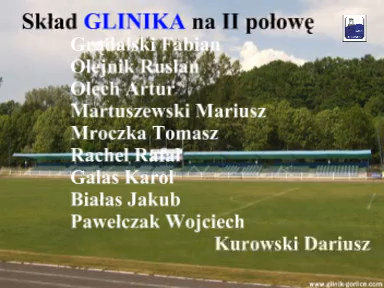 Skład GLINIKA na II połowę
Grądalski Fabian
Olejnik Ruslan
Olech Artur
Martuszewski Mariusz
Mroczka Tomasz
Rachel Rafał
Galas Karol
Białas Jakub
Pawełczak Wojciech
Kurowski Dariusz
www.glinik-gorlice.com